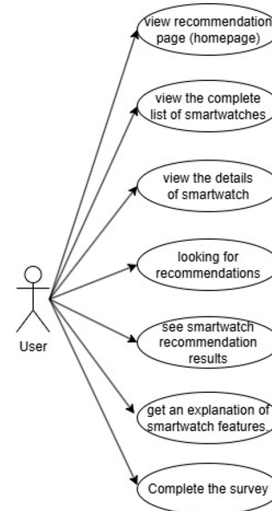 view recommendation
page (homepage)
view the complete
list of smartwatches
view the details
of smartwatch
looking for
recommendations
User
see smartwatch
recommendation
results
get an explanation of
smartwatch features.
Complete the survey